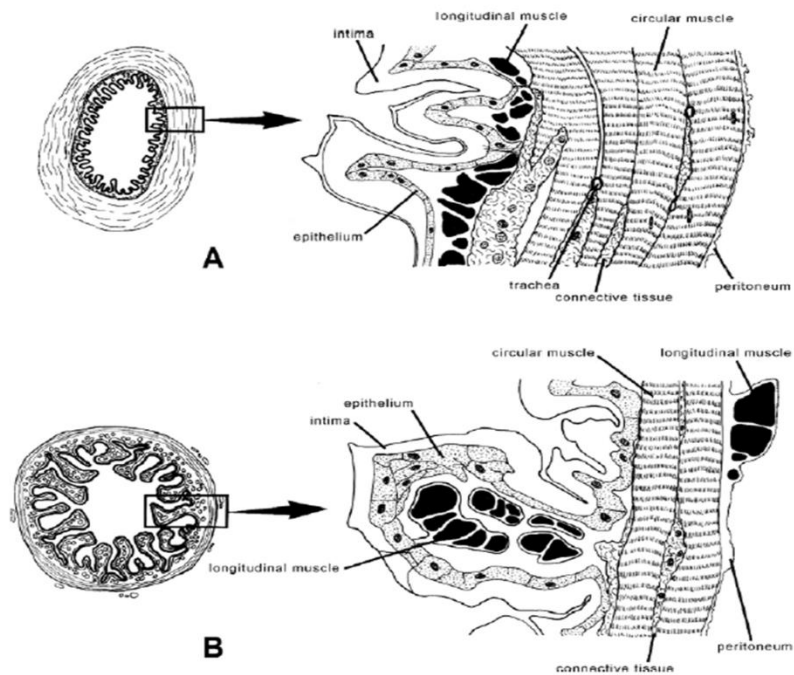 longitudinal muscle
circular muscle
intima
epithelium
trachea
connective tissue
peritoneum
A
circular muscle
longitudinal muscle
epithelium
intima
longitudinal muscle
peritoneum
connective tissue
B